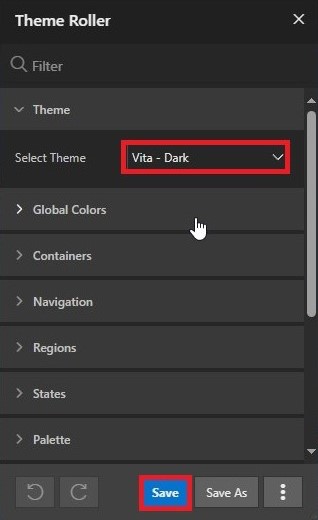 Theme Roller
Filter
Theme
Select Theme Vita - Dark
Global Colors
Containers
Navigation
Regions
States
Palette
Save Save As